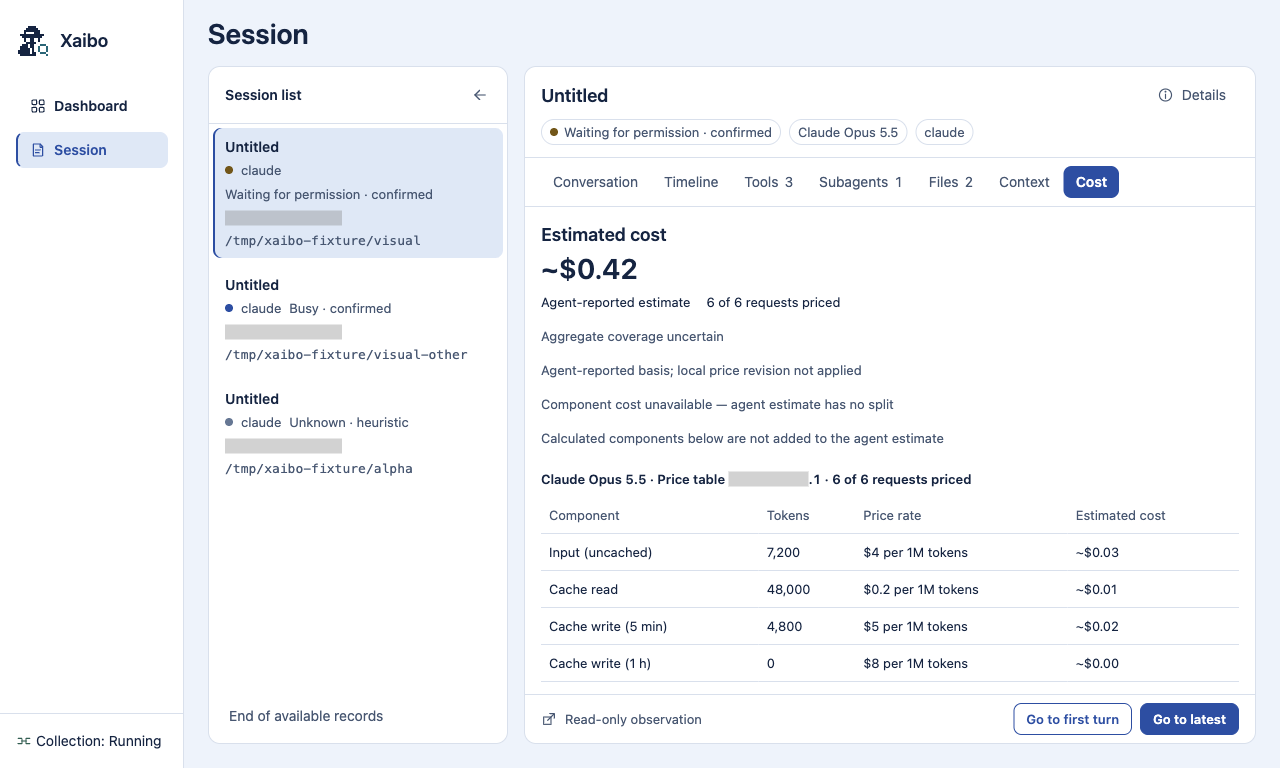 Xaibo
Dashboard
Session
Collection: Running
Session
Session list
Untitled
claude
Waiting for permission · confirmed
/tmp/xaibo-fixture/visual
Untitled
claude Busy · confirmed
/tmp/xaibo-fixture/visual-other
Untitled
claude Unknown · heuristic
/tmp/xaibo-fixture/alpha
End of available records
Untitled
Details
Waiting for permission · confirmed Claude Opus 5.5 claude
Conversation Timeline Tools 3 Subagents 1 Files 2 Context Cost
Estimated cost
~$0.42
Agent-reported estimate 6 of 6 requests priced
Aggregate coverage uncertain
Agent-reported basis; local price revision not applied
Component cost unavailable — agent estimate has no split
Calculated components below are not added to the agent estimate
Claude Opus 5.5 · Price table .1 · 6 of 6 requests priced
Component Tokens Price rate Estimated cost
Input (uncached) 7,200 $4 per 1M tokens ~$0.03
Cache read 48,000 $0.2 per 1M tokens ~$0.01
Cache write (5 min) 4,800 $5 per 1M tokens ~$0.02
Cache write (1 h) 0 $8 per 1M tokens ~$0.00
Read-only observation
Go to first turn
Go to latest